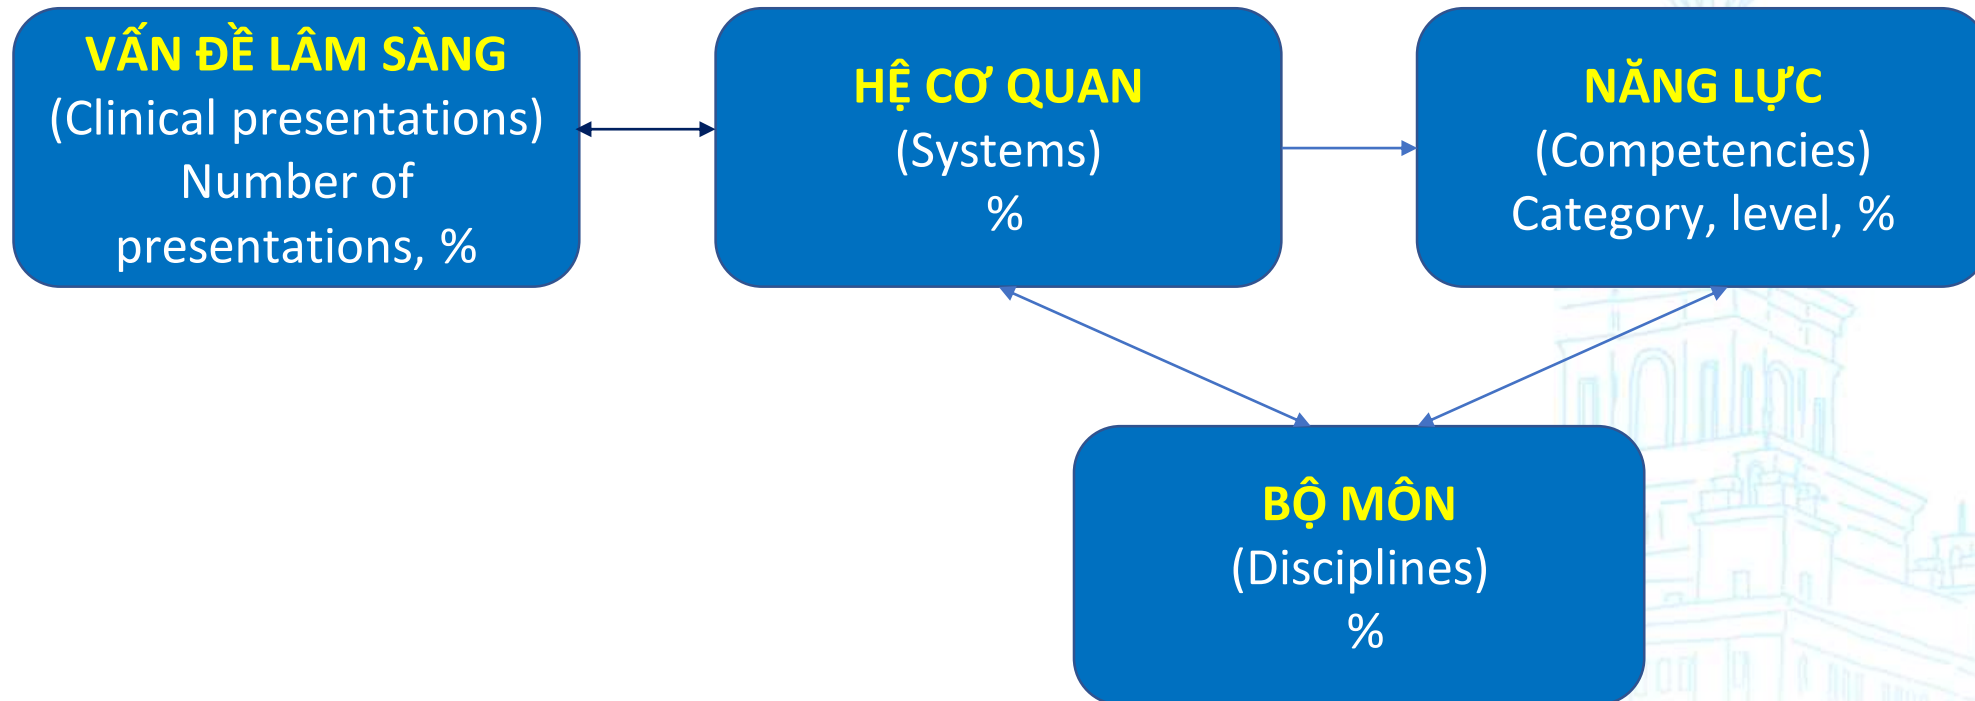 VẤN ĐỀ LÂM SÀNG
(Clinical presentations)
Number of
presentations, %
HỆ CƠ QUAN
(Systems)
%
NĂNG LỰC
(Competencies)
Category, level, %
BỘ MÔN
(Disciplines)
%